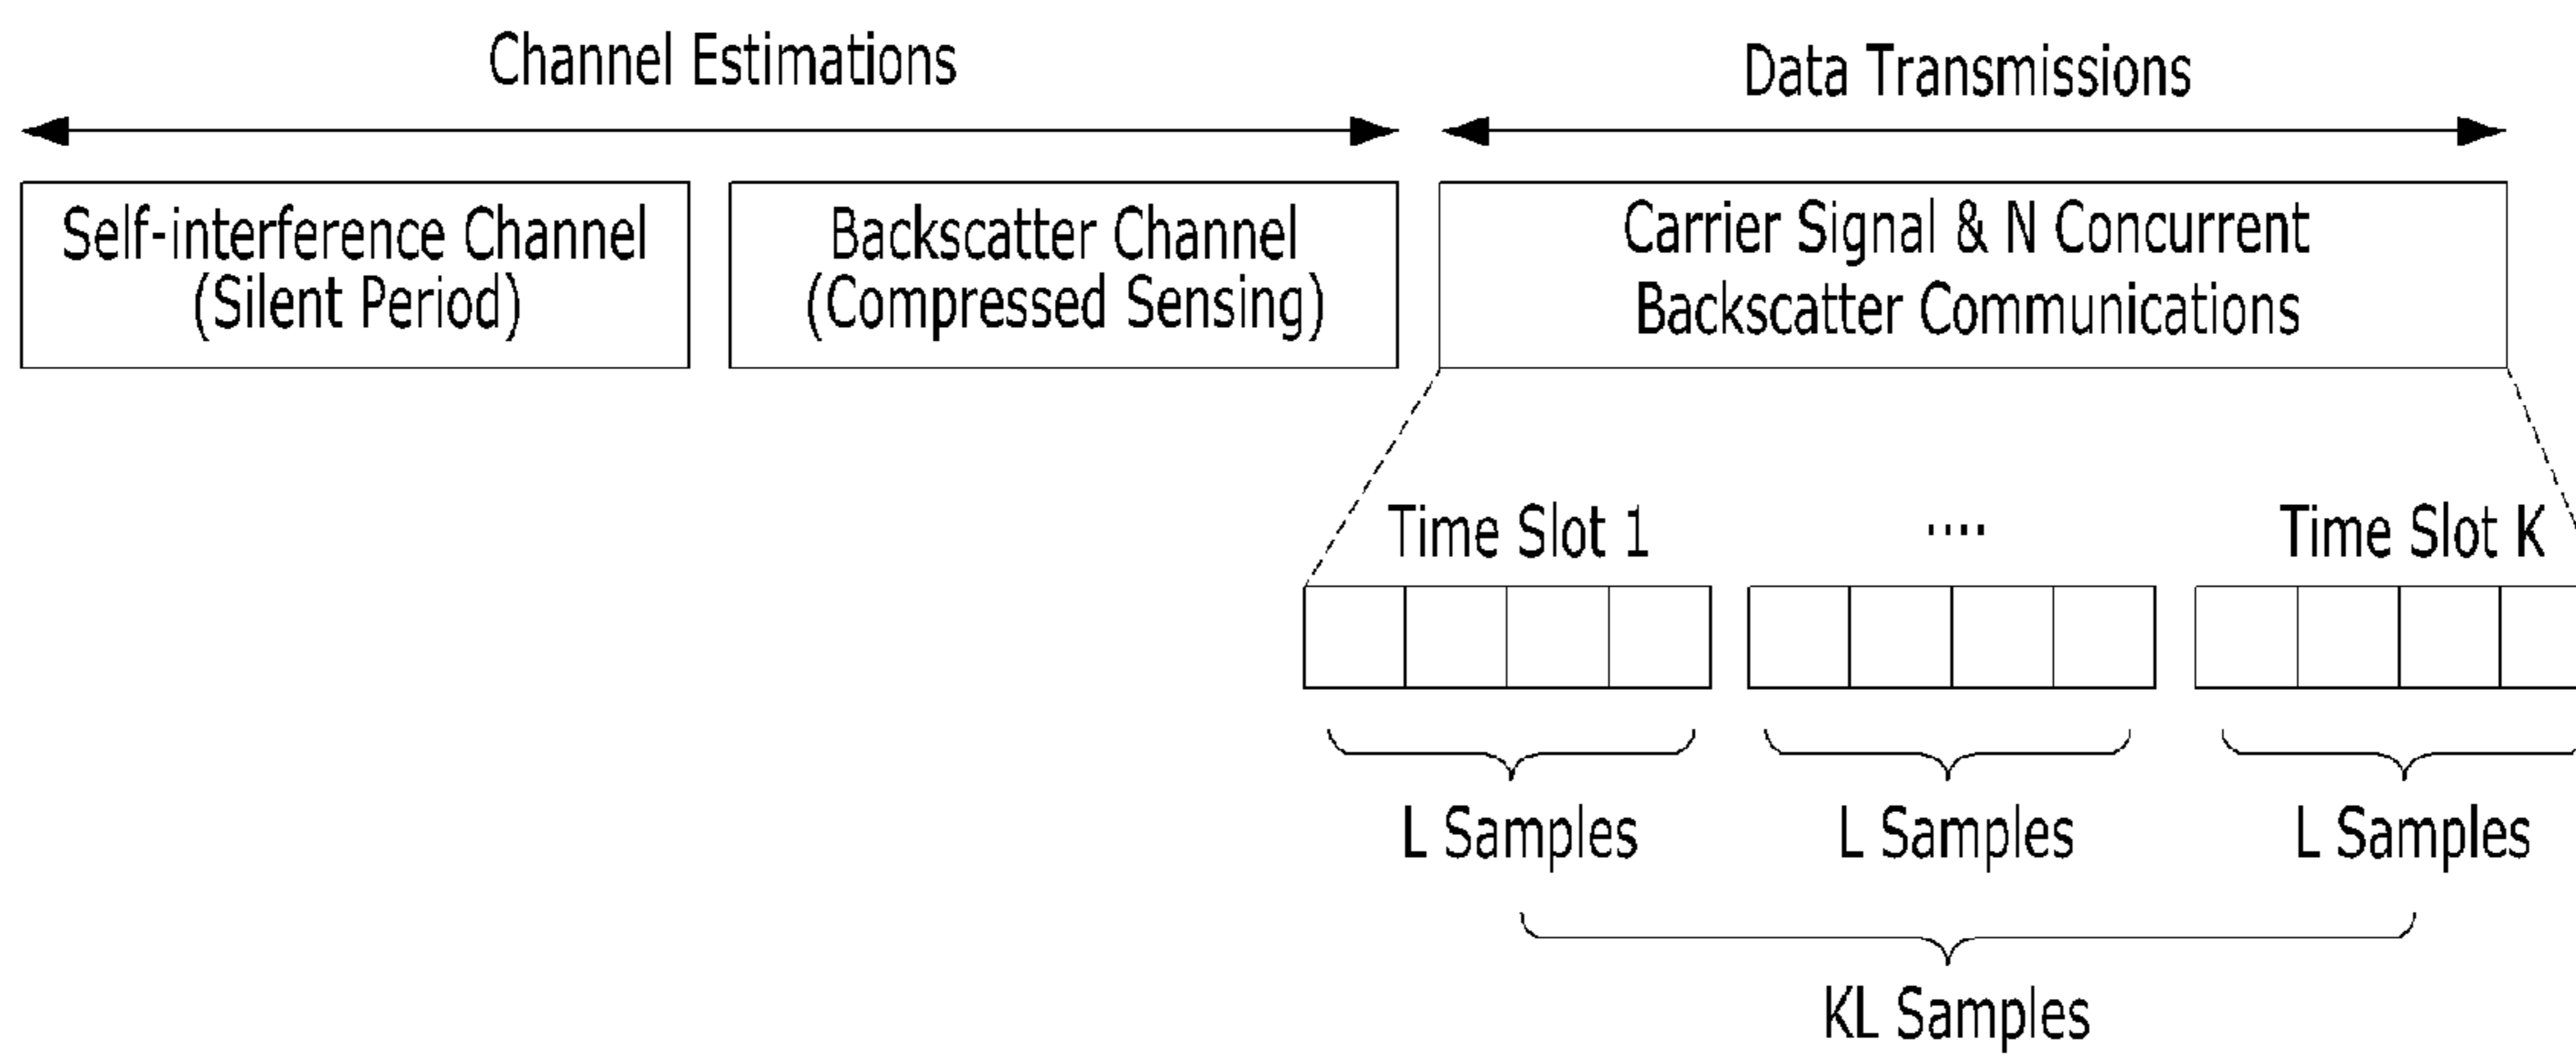 Channel Estimations
Data Transmissions
Self-interference Channel
(Silent Period)
Backscatter Channel
(Compressed Sensing)
Carrier Signal & N Concurrent
Backscatter Communications
Time Slot 1
....
Time Slot K
L Samples
L Samples
L Samples
KL Samples